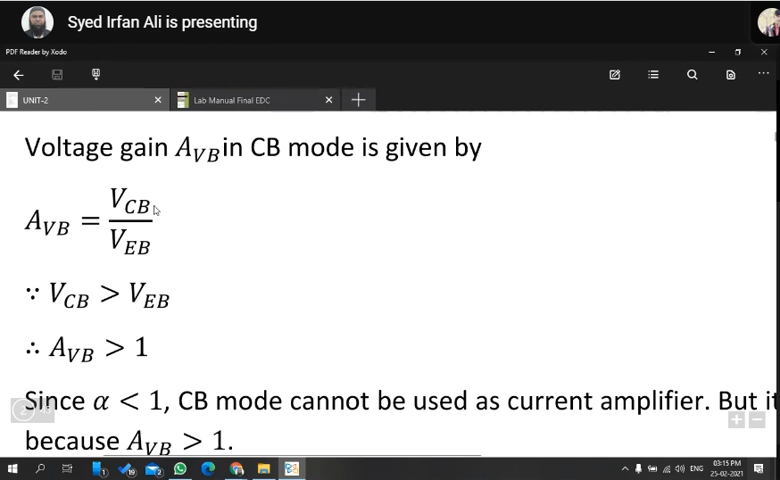 Syed Irfan Ali is presenting
PDF Reader by Xodo
UNIT-2
Lab Manual Final EDC
Voltage gain A_VB in CB mode is given by
A_VB = V_CB / V_EB
∵ V_CB > V_EB
∴ A_VB > 1
Since α < 1, CB mode cannot be used as current amplifier. But it
because A_VB > 1.
ENG
03:15 PM
25-02-2021